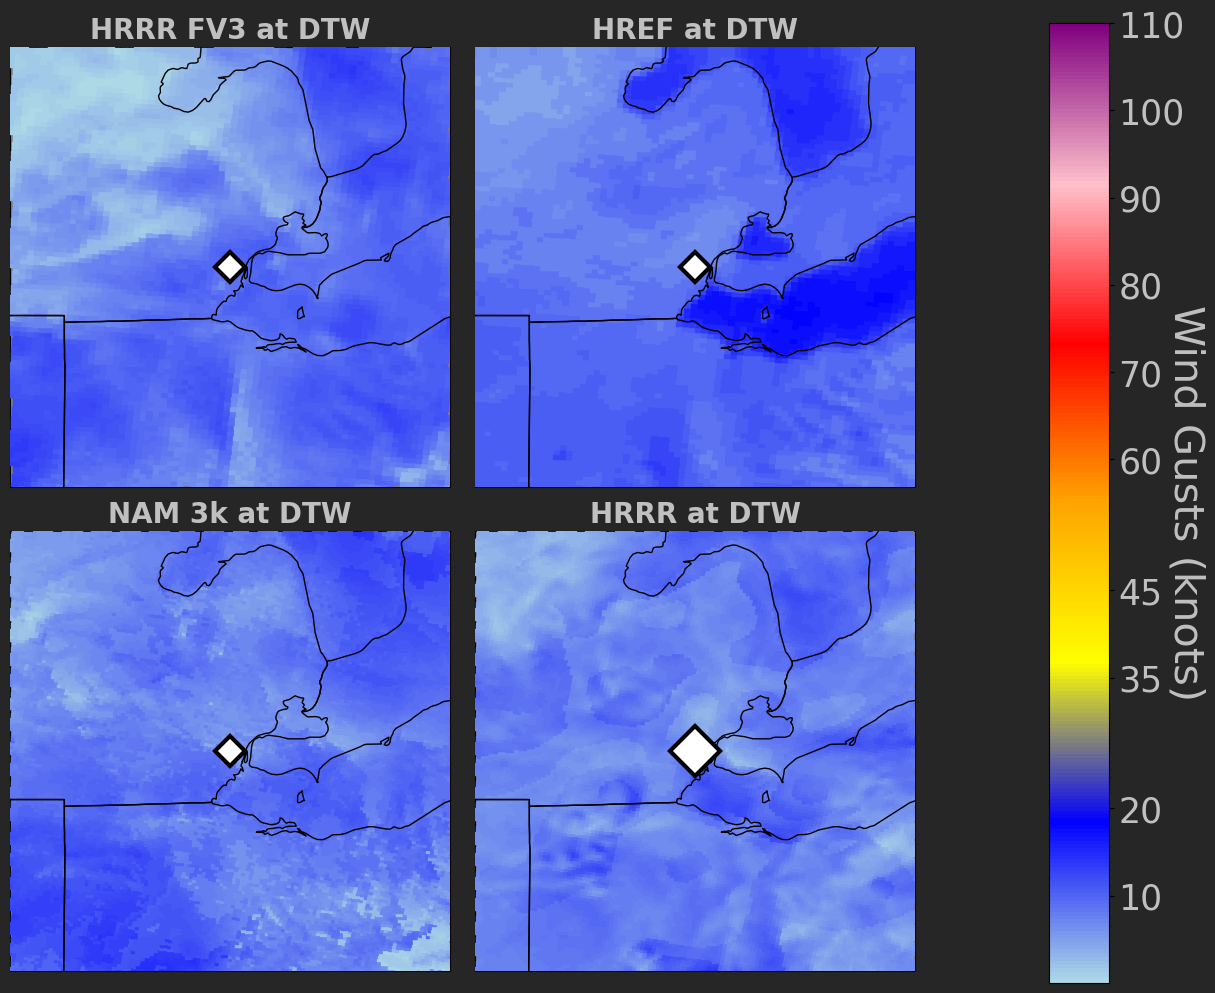 HRRR FV3 at DTW
HREF at DTW
NAM 3k at DTW
HRRR at DTW
110
100
90
80
70
60
45
35
20
10
Wind Gusts (knots)